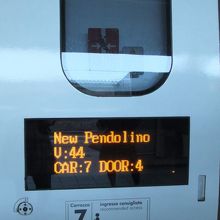 New Pendolino
V:44
CAR:7 DOOR:4
Carrozza
7
ingresso consigliato
recommended access